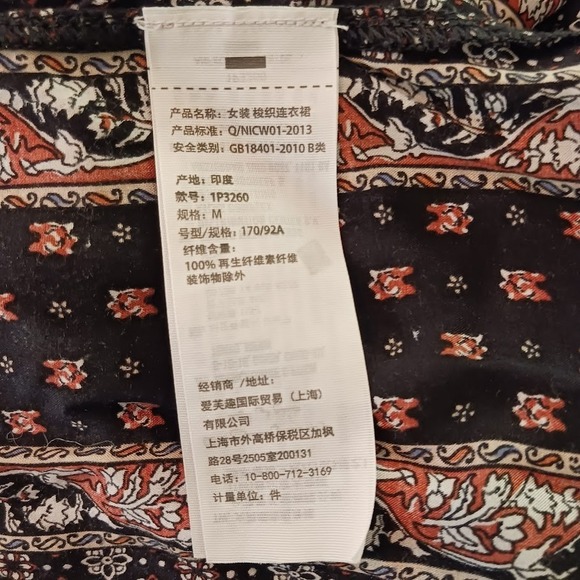 产品名称: 女装 梭织连衣裙
产品标准: Q/NICW01-2013
安全类别: GB18401-2010 B类
产地: 印度
款号: 1P3260
规格: M
号型/规格: 170/92A
纤维含量:
100% 再生纤维素纤维
装饰物除外
经销商 /地址:
爱芙趣国际贸易 (上海)
有限公司
上海市外高桥保税区加枫
路28号2505室200131
电话: 10-800-712-3169
计量单位: 件